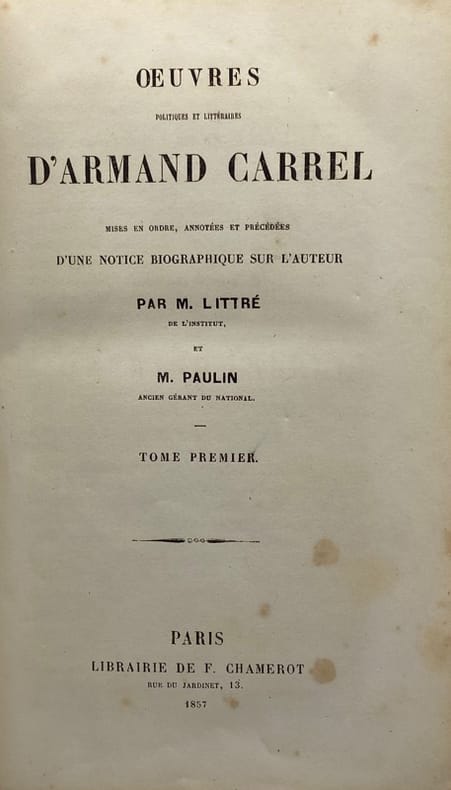 OEUVRES
POLITIQUES ET LITTÉRAIRES
D'ARMAND CARREL
MISES EN ORDRE, ANNOTÉES ET PRÉCÉDÉES
D'UNE NOTICE BIOGRAPHIQUE SUR L'AUTEUR
PAR M. LITTRÉ
DE L'INSTITUT,
ET
M. PAULIN
ANCIEN GÉRANT DU NATIONAL.
TOME PREMIER.
PARIS
LIBRAIRIE DE F. CHAMEROT
RUE DU JARDINET, 13.
1857